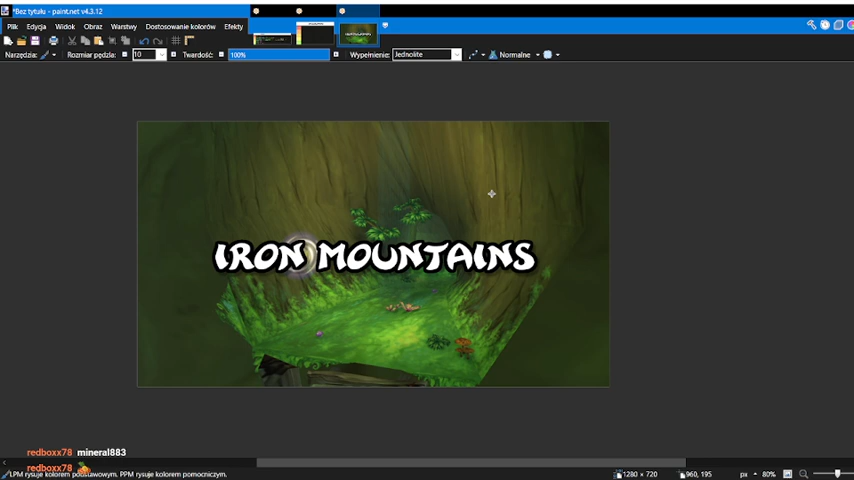 *Bez tytułu - paint.net v4.3.12
Plik Edycja Widok Obraz Warstwy Dostosowanie kolorów Efekty
Narzędzia: Rozmiar pędzla: 10 Twardość: 100% Wypełnienie: Jednolite Normalne
IRON MOUNTAINS
redboxx78 mineral883
redboxx78
LPM rysuje kolorem podstawowym. PPM rysuje kolorem pomocniczym. 1280 × 720 960, 195 px 80%